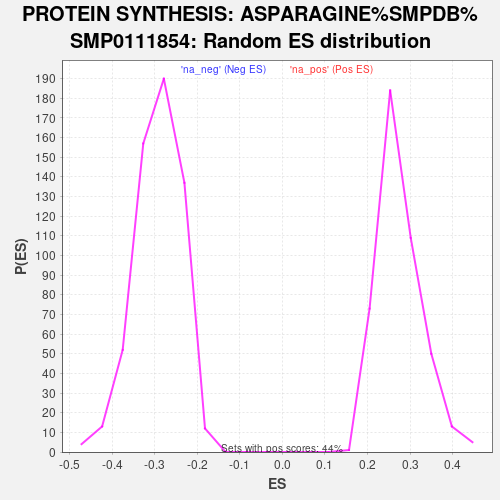 PROTEIN SYNTHESIS: ASPARAGINE%SMPDB%
SMP0111854: Random ES distribution
'na_neg' (Neg ES) 'na_pos' (Pos ES)
190
180
170
160
150
140
130
120
110
100
90
80
70
60
50
40
30
20
10
0
P(ES)
Sets with pos scores: 44%
-0.5 -0.4 -0.3 -0.2 -0.1 0.0 0.1 0.2 0.3 0.4
ES